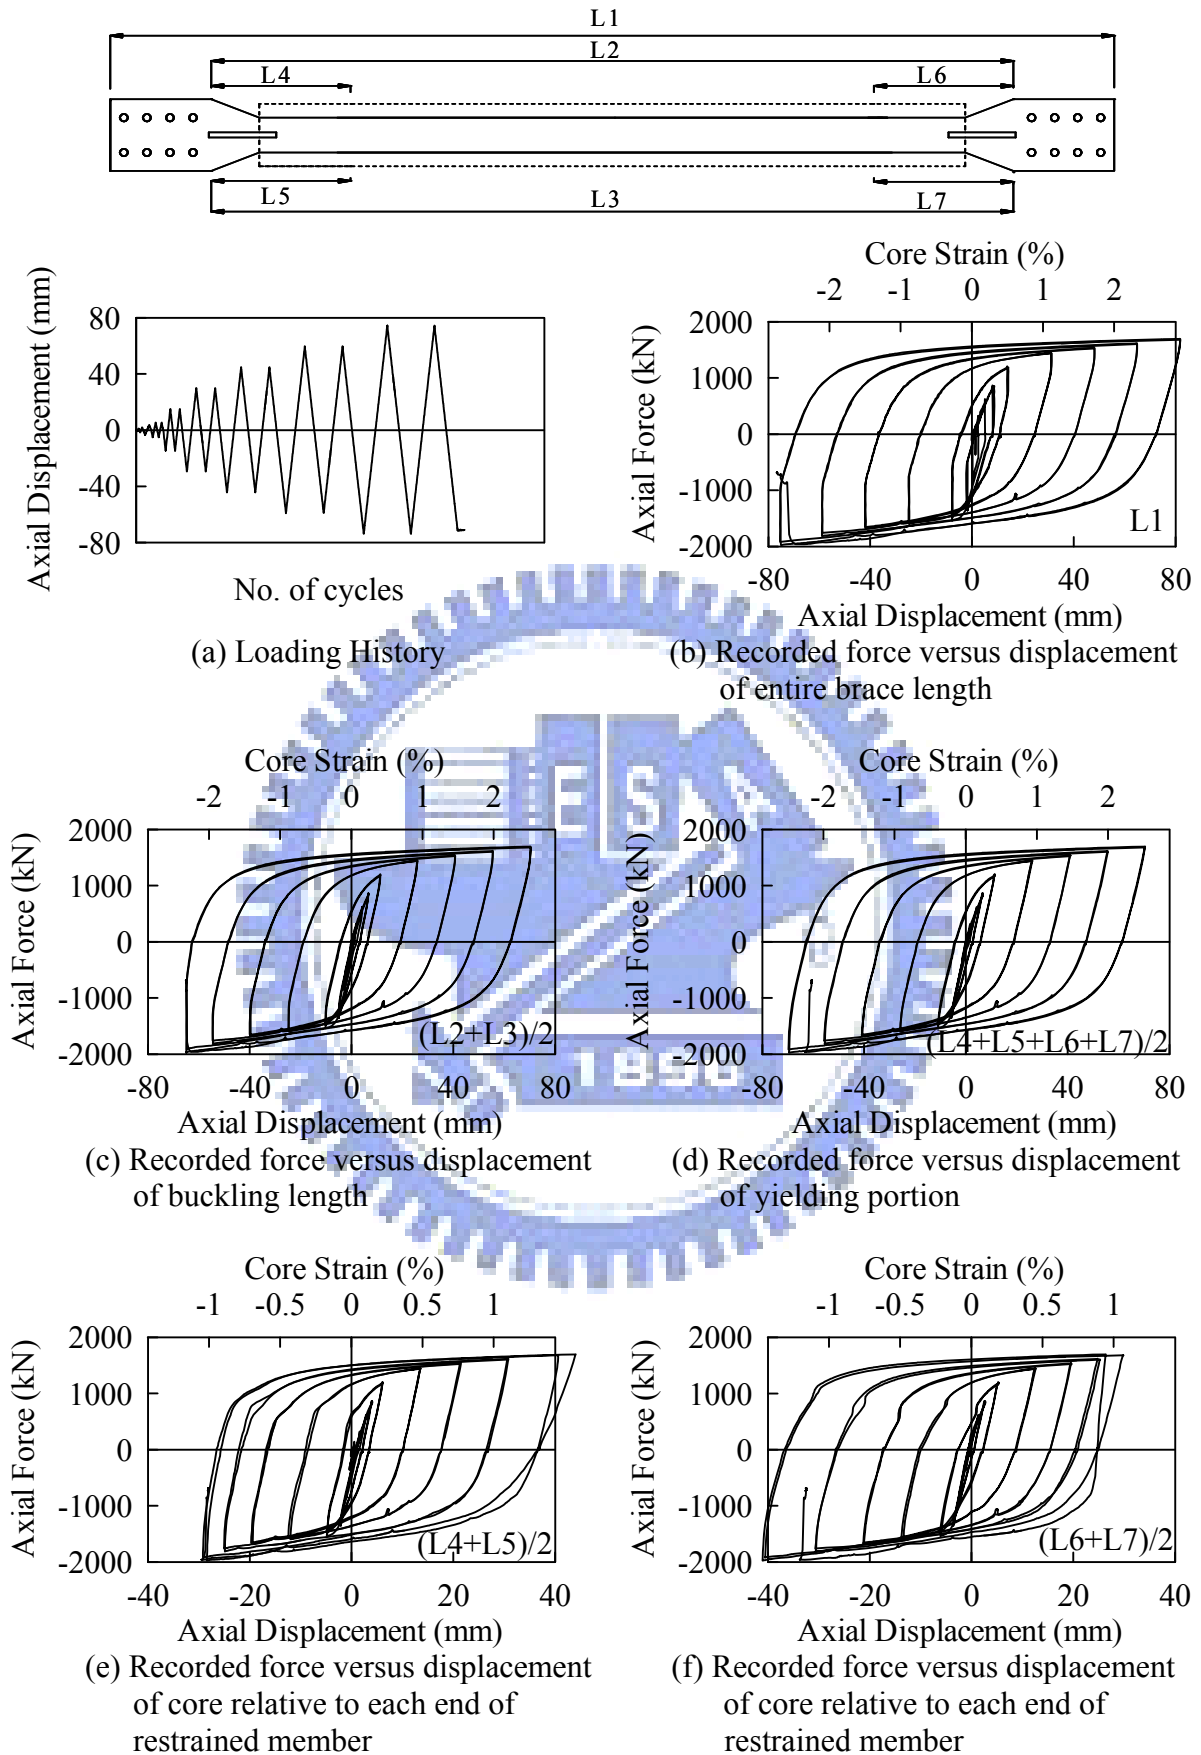 L1
L2
L4
L6
L5
L3
L7
Axial Displacement (mm)
80
40
0
-40
-80
No. of cycles
(a) Loading History
Core Strain (%)
-2 -1 0 1 2
Axial Force (kN)
2000
1000
0
-1000
-2000
L1
-80 -40 0 40 80
Axial Displacement (mm)
(b) Recorded force versus displacement
of entire brace length
Core Strain (%)
-2 -1 0 1 2
Axial Force (kN)
2000
1000
0
-1000
-2000
(L2+L3)/2
-80 -40 0 40 80
Axial Displacement (mm)
(c) Recorded force versus displacement
of buckling length
Core Strain (%)
-2 -1 0 1 2
Axial Force (kN)
2000
1000
0
-1000
-2000
(L4+L5+L6+L7)/2
-80 -40 0 40 80
Axial Displacement (mm)
(d) Recorded force versus displacement
of yielding portion
E S A
1896
Core Strain (%)
-1 -0.5 0 0.5 1
Axial Force (kN)
2000
1000
0
-1000
-2000
(L4+L5)/2
-40 -20 0 20 40
Axial Displacement (mm)
(e) Recorded force versus displacement
of core relative to each end of
restrained member
Core Strain (%)
-1 -0.5 0 0.5 1
Axial Force (kN)
2000
1000
0
-1000
-2000
(L6+L7)/2
-40 -20 0 20 40
Axial Displacement (mm)
(f) Recorded force versus displacement
of core relative to each end of
restrained member